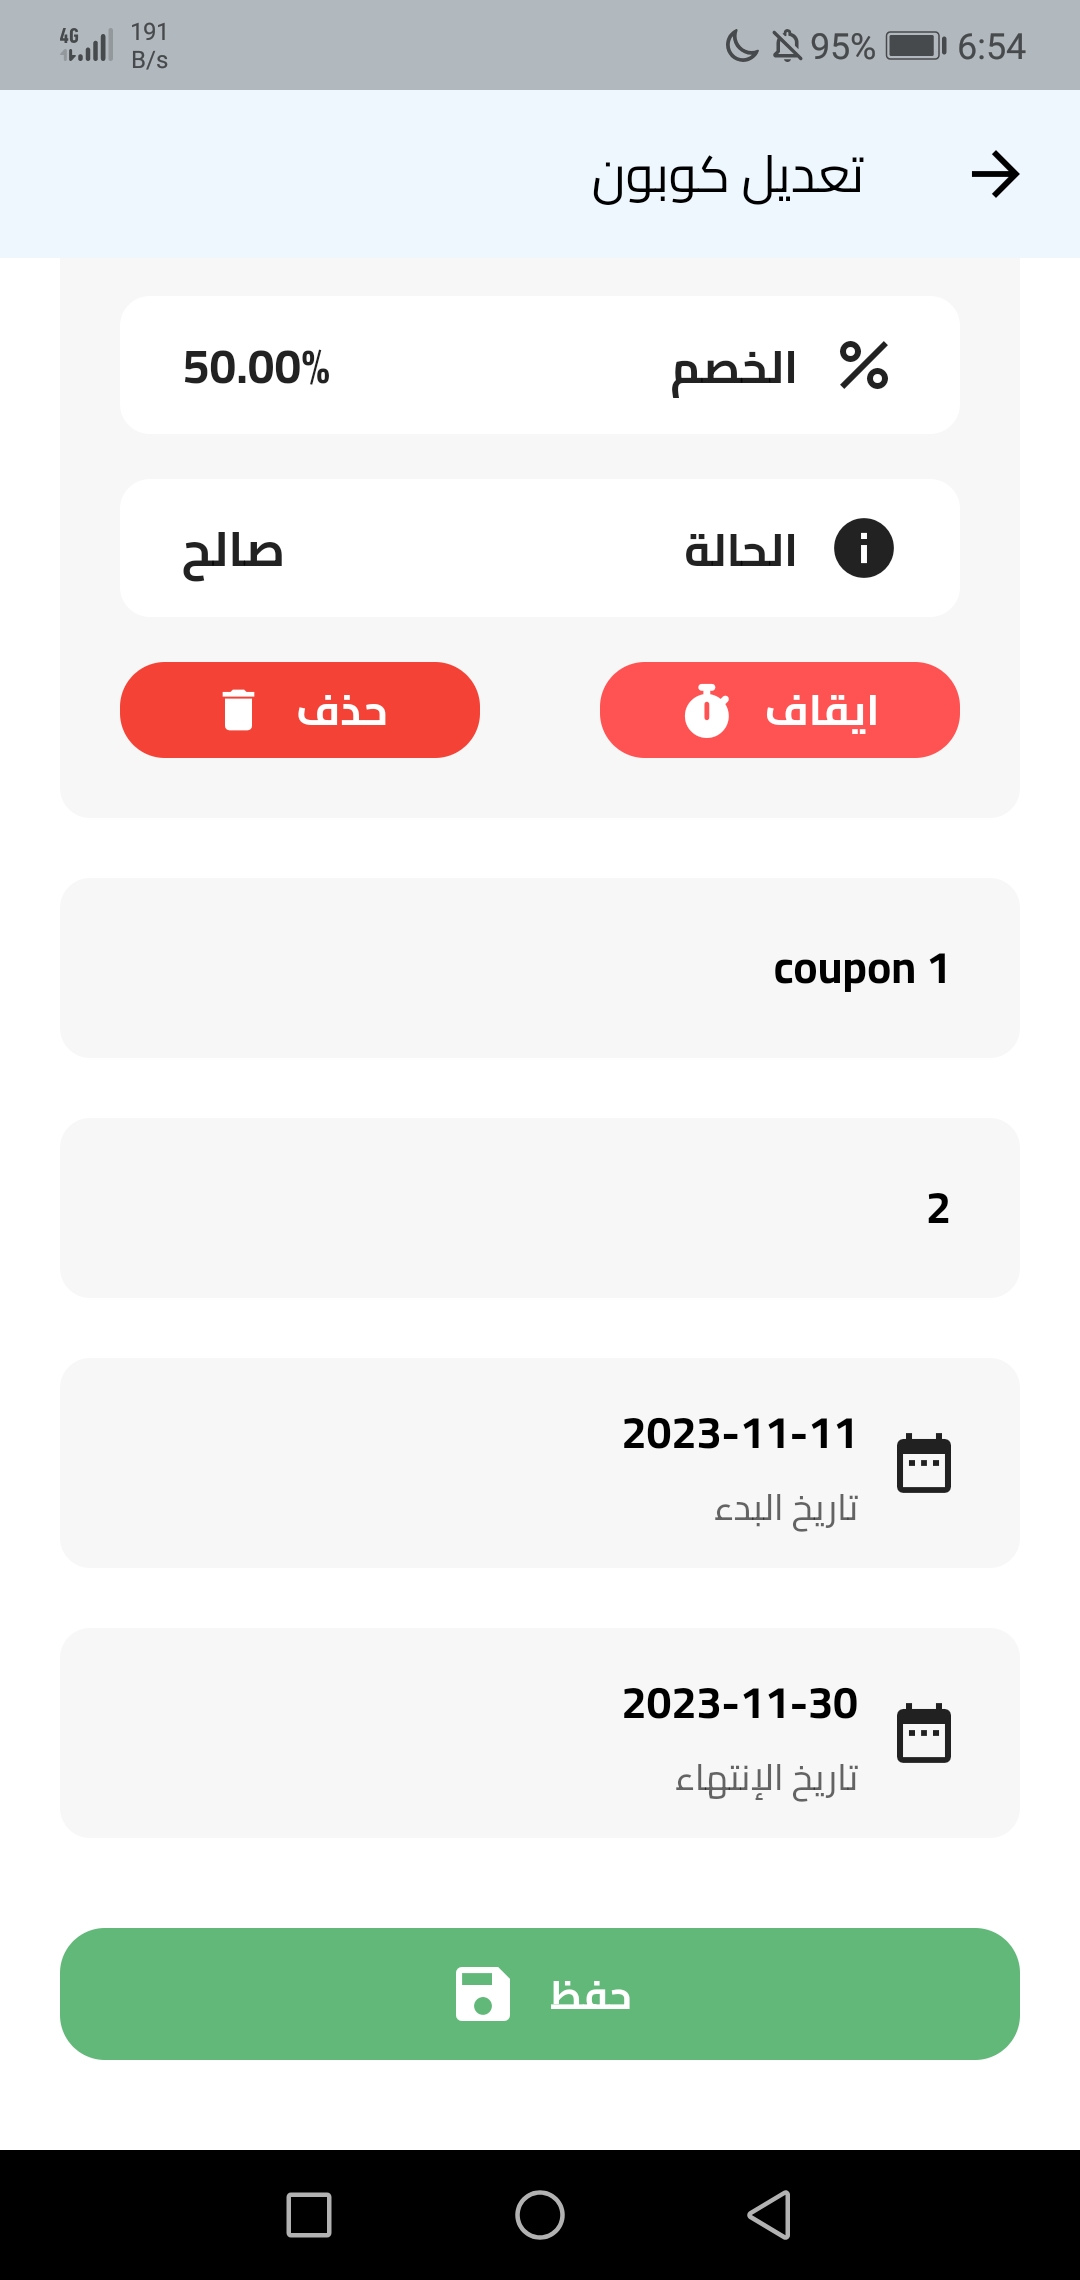 191
B/s
4G
95%
6:54
تعديل كوبون
الخصم 50.00%
الحالة صالح
ايقاف
حذف
coupon 1
2
2023-11-11
تاريخ البدء
2023-11-30
تاريخ الإنتهاء
حفظ